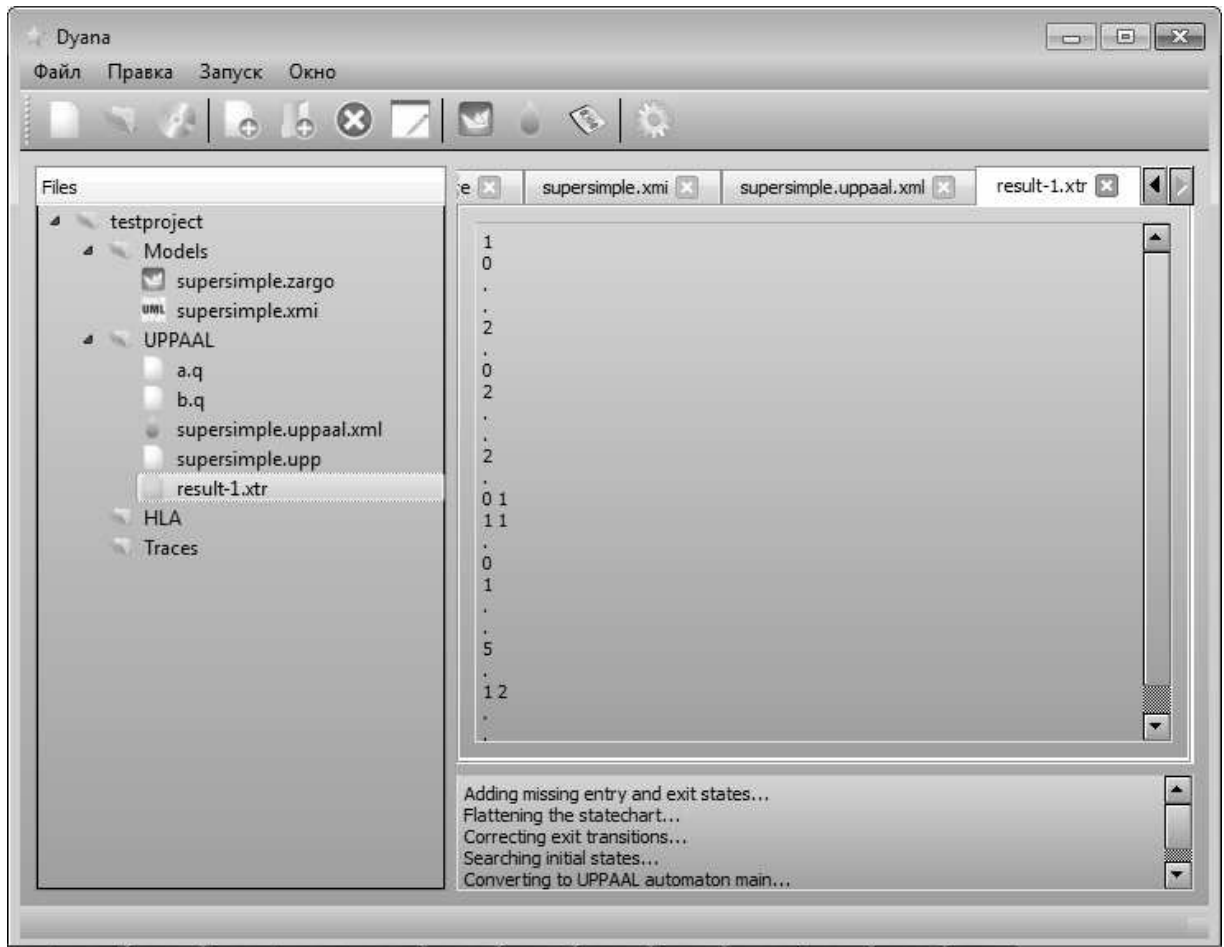 Dyana
Файл Правка Запуск Окно
Files
testproject
Models
supersimple.zargo
UML supersimple.xmi
UPPAAL
a.q
b.q
supersimple.uppaal.xml
supersimple.upp
result-1.xtr
HLA
Traces
e supersimple.xmi supersimple.uppaal.xml result-1.xtr
1
0
.
.
2
.
0
2
.
.
2
.
0 1
1 1
.
0
1
.
.
5
.
1 2
.
.
Adding missing entry and exit states...
Flattening the statechart...
Correcting exit transitions...
Searching initial states...
Converting to UPPAAL automaton main...